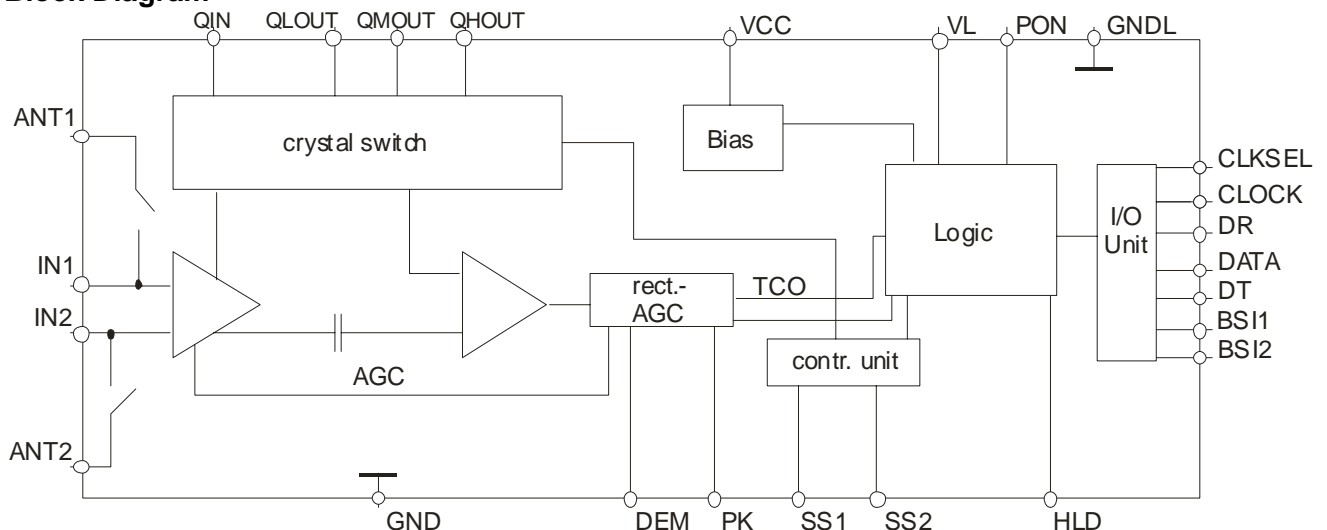 Block Diagram
QIN QLOUT QMOUT QHOUT VCC VL PON GNDL
ANT1
crystal switch
Bias
CLKSEL
CLOCK
DR
DATA
DT
BSI1
BSI2
I/O
Unit
Logic
IN1
IN2
rect.-
AGC
TCO
contr. unit
AGC
ANT2
GND DEM PK SS1 SS2 HLD